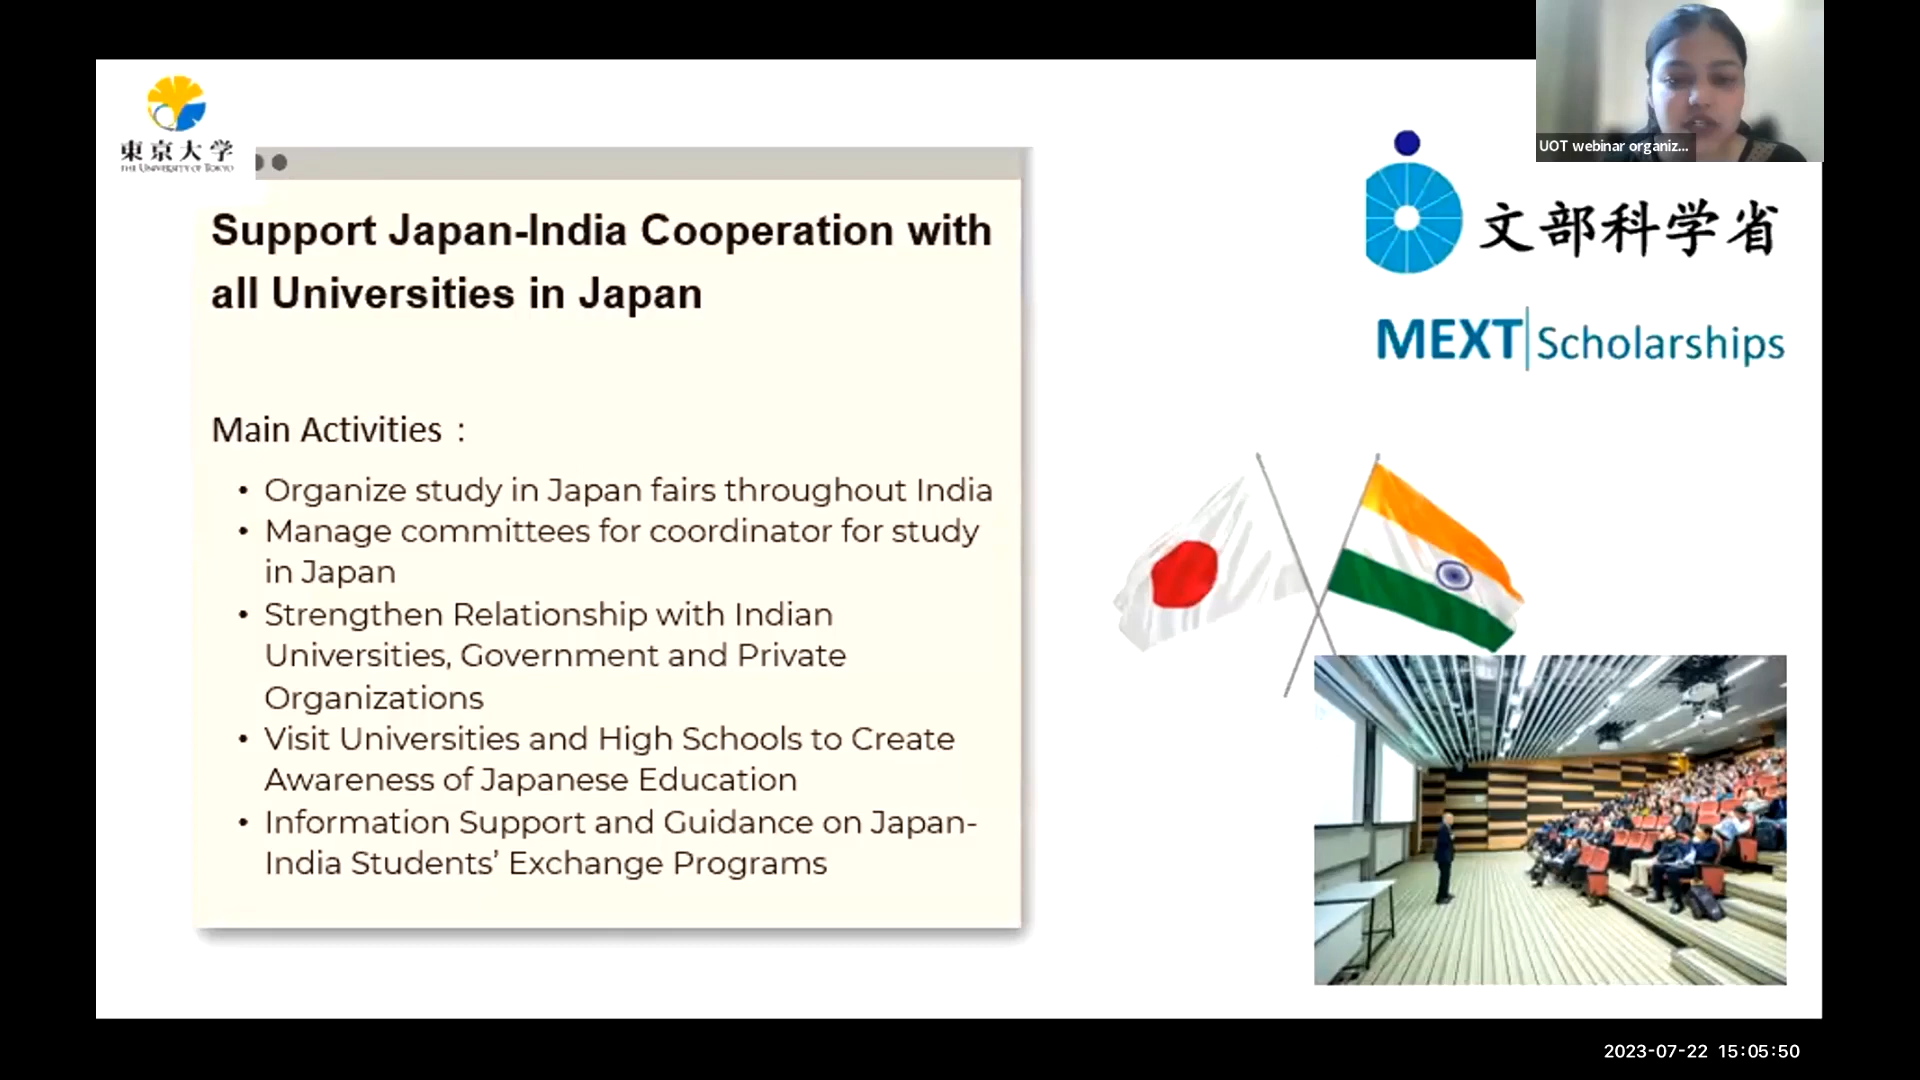 東京大学
THE UNIVERSITY OF TOKYO
UOT webinar organiz...
Support Japan-India Cooperation with
all Universities in Japan
文部科学省
MEXT Scholarships
Main Activities :
• Organize study in Japan fairs throughout India
• Manage committees for coordinator for study
in Japan
• Strengthen Relationship with Indian
Universities, Government and Private
Organizations
• Visit Universities and High Schools to Create
Awareness of Japanese Education
• Information Support and Guidance on Japan-
India Students’ Exchange Programs
2023-07-22 15:05:50